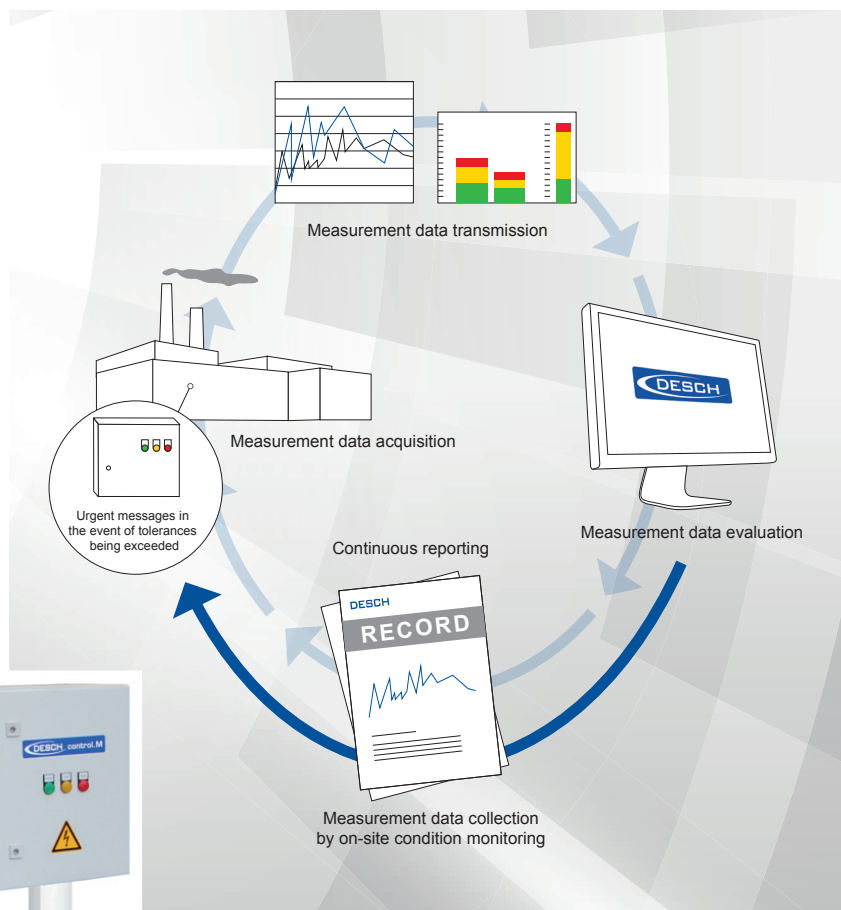 Measurement data transmission
DESCH
Measurement data acquisition
Urgent messages in
the event of tolerances
being exceeded
Measurement data evaluation
Continuous reporting
DESCH
RECORD
DESCH control.M
Measurement data collection
by on-site condition monitoring